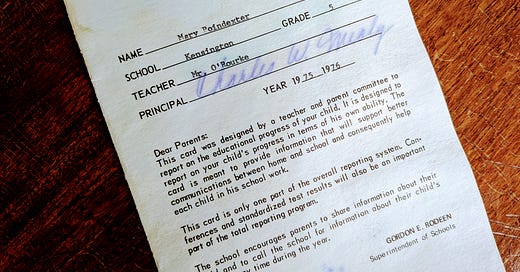 NAME Mary Poindexter GRADE 5
SCHOOL Kensington
TEACHER Mr. O'Rourke
PRINCIPAL Charles W.
YEAR 1975 1976
Dear Parents:
This card was designed by a teacher and parent committee to
report on the educational progress of your child. It is designed to
report on your child's progress in terms of his own ability. The
card is meant to provide information that will support better
communications between home and school and consequently help
each child in his school work.
This card is only one part of the overall reporting system. Con-
ferences and standardized test results will also be an important
part of the total reporting program.
The school encourages parents to share information about their
and to call the school for information about their child's
any time during the year.
GORDON E. RODEEN
Superintendent of Schools